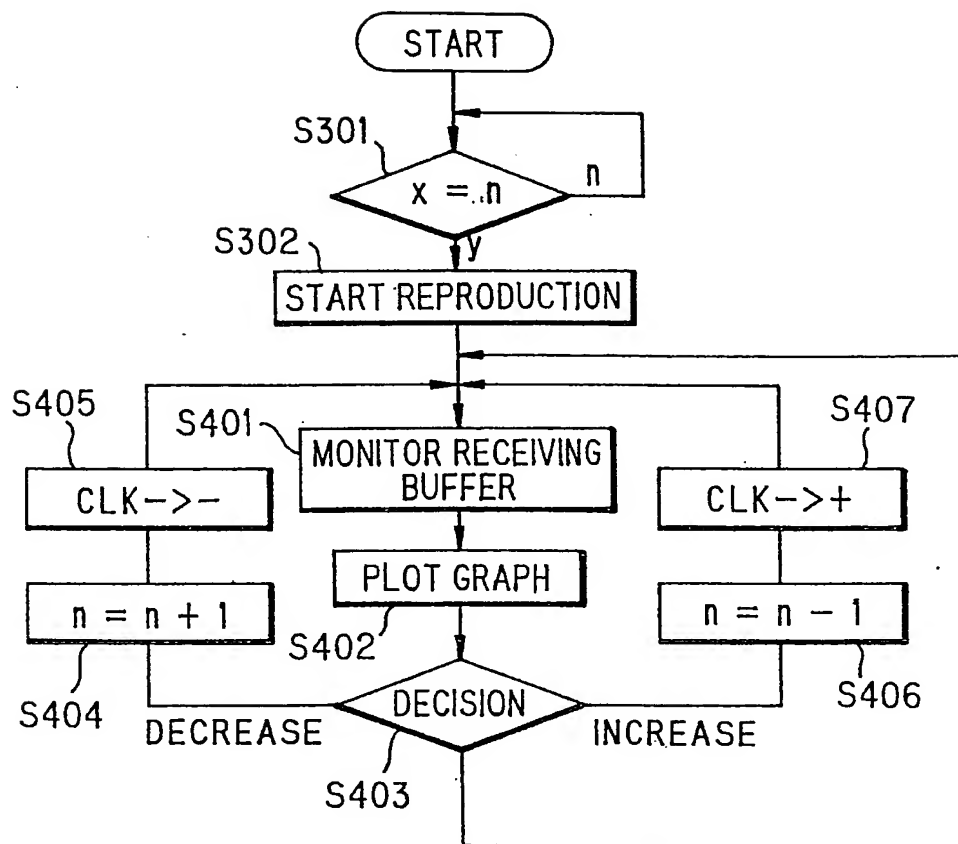 START
S301
x = n
n
y
S302
START REPRODUCTION
S405
S401
S407
MONITOR RECEIVING
BUFFER
CLK->-
CLK->+
PLOT GRAPH
n = n + 1
n = n - 1
S402
S404
S406
DECISION
DECREASE
INCREASE
S403